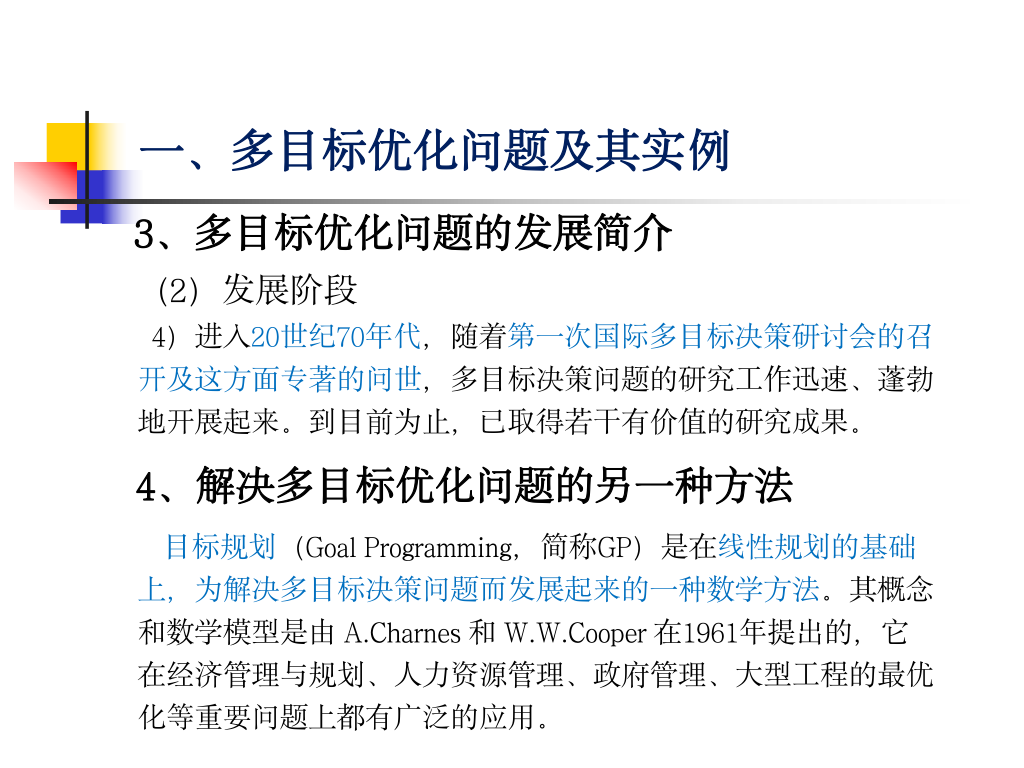 一、多目标优化问题及其实例
3、多目标优化问题的发展简介
（2）发展阶段
4）进入20世纪70年代，随着第一次国际多目标决策研讨会的召
开及这方面专著的问世，多目标决策问题的研究工作迅速、蓬勃
地开展起来。到目前为止，已取得若干有价值的研究成果。
4、解决多目标优化问题的另一种方法
目标规划（Goal Programming，简称GP）是在线性规划的基础
上，为解决多目标决策问题而发展起来的一种数学方法。其概念
和数学模型是由 A.Charnes 和 W.W.Cooper 在1961年提出的，它
在经济管理与规划、人力资源管理、政府管理、大型工程的最优
化等重要问题上都有广泛的应用。